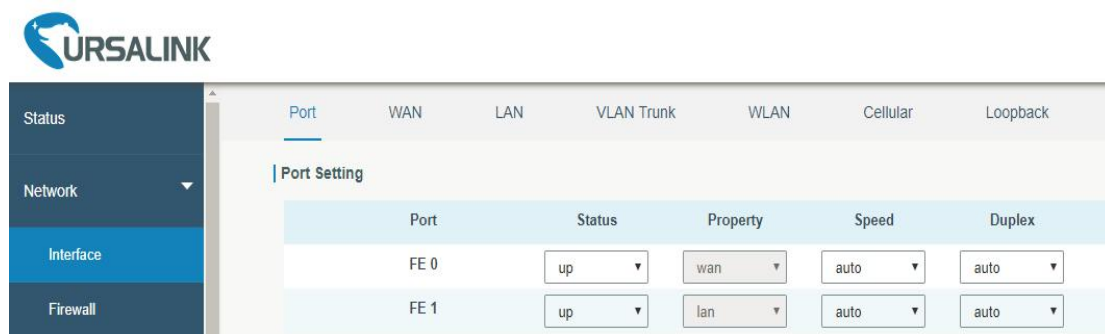 URSALINK
Status
Port WAN LAN VLAN Trunk WLAN Cellular Loopback
Port Setting
Network
Port Status Property Speed Duplex
Interface
FE 0 up wan auto auto
Firewall
FE 1 up lan auto auto